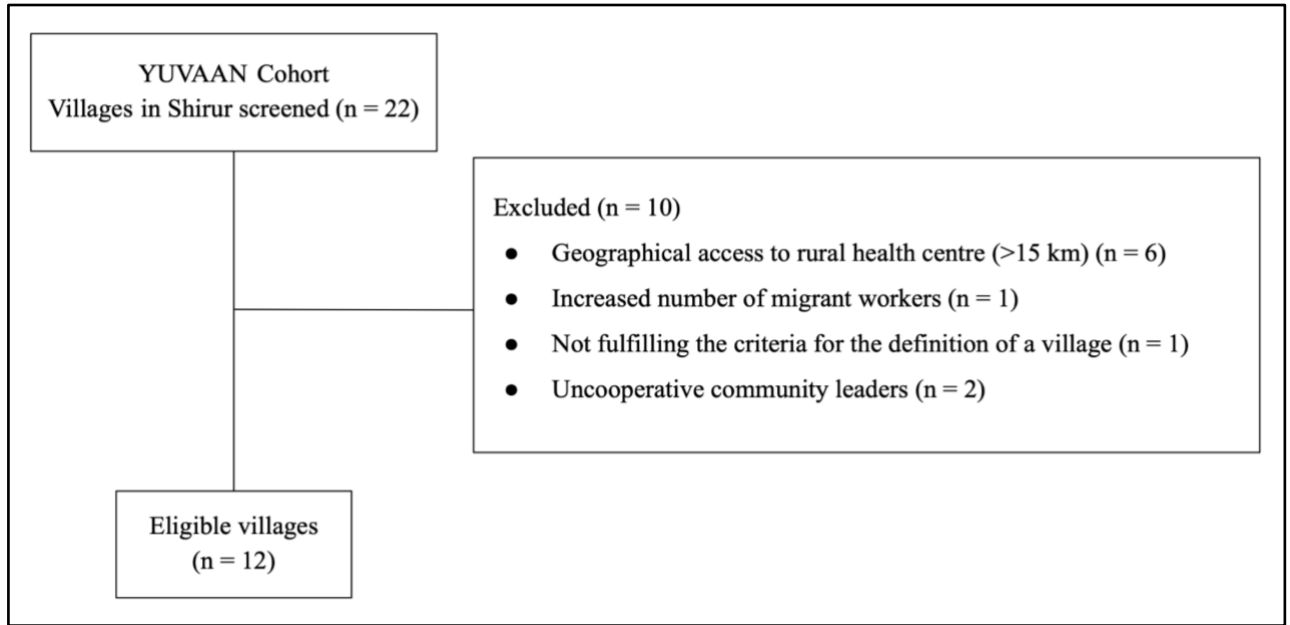 YUVAAN Cohort
Villages in Shirur screened (n = 22)
Excluded (n = 10)
● Geographical access to rural health centre (>15 km) (n = 6)
● Increased number of migrant workers (n = 1)
● Not fulfilling the criteria for the definition of a village (n = 1)
● Uncooperative community leaders (n = 2)
Eligible villages
(n = 12)